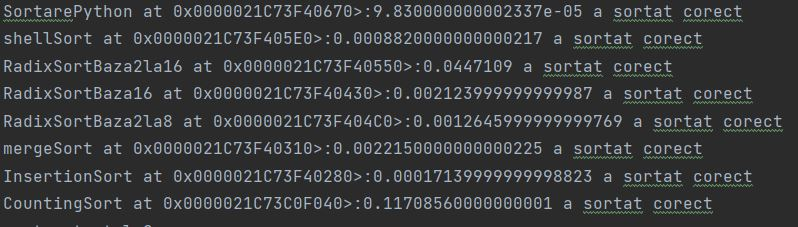 SortarePython at 0x0000021C73F40670>:9.830000000002337e-05 a sortat corect
shellSort at 0x0000021C73F405E0>:0.0008820000000000217 a sortat corect
RadixSortBaza2la16 at 0x0000021C73F40550>:0.0447109 a sortat corect
RadixSortBaza16 at 0x0000021C73F40430>:0.002123999999999987 a sortat corect
RadixSortBaza2la8 at 0x0000021C73F404C0>:0.0012645999999999769 a sortat corect
mergeSort at 0x0000021C73F40310>:0.0022150000000000225 a sortat corect
InsertionSort at 0x0000021C73F40280>:0.00017139999999998823 a sortat corect
CountingSort at 0x0000021C73C0F040>:0.11708560000000001 a sortat corect